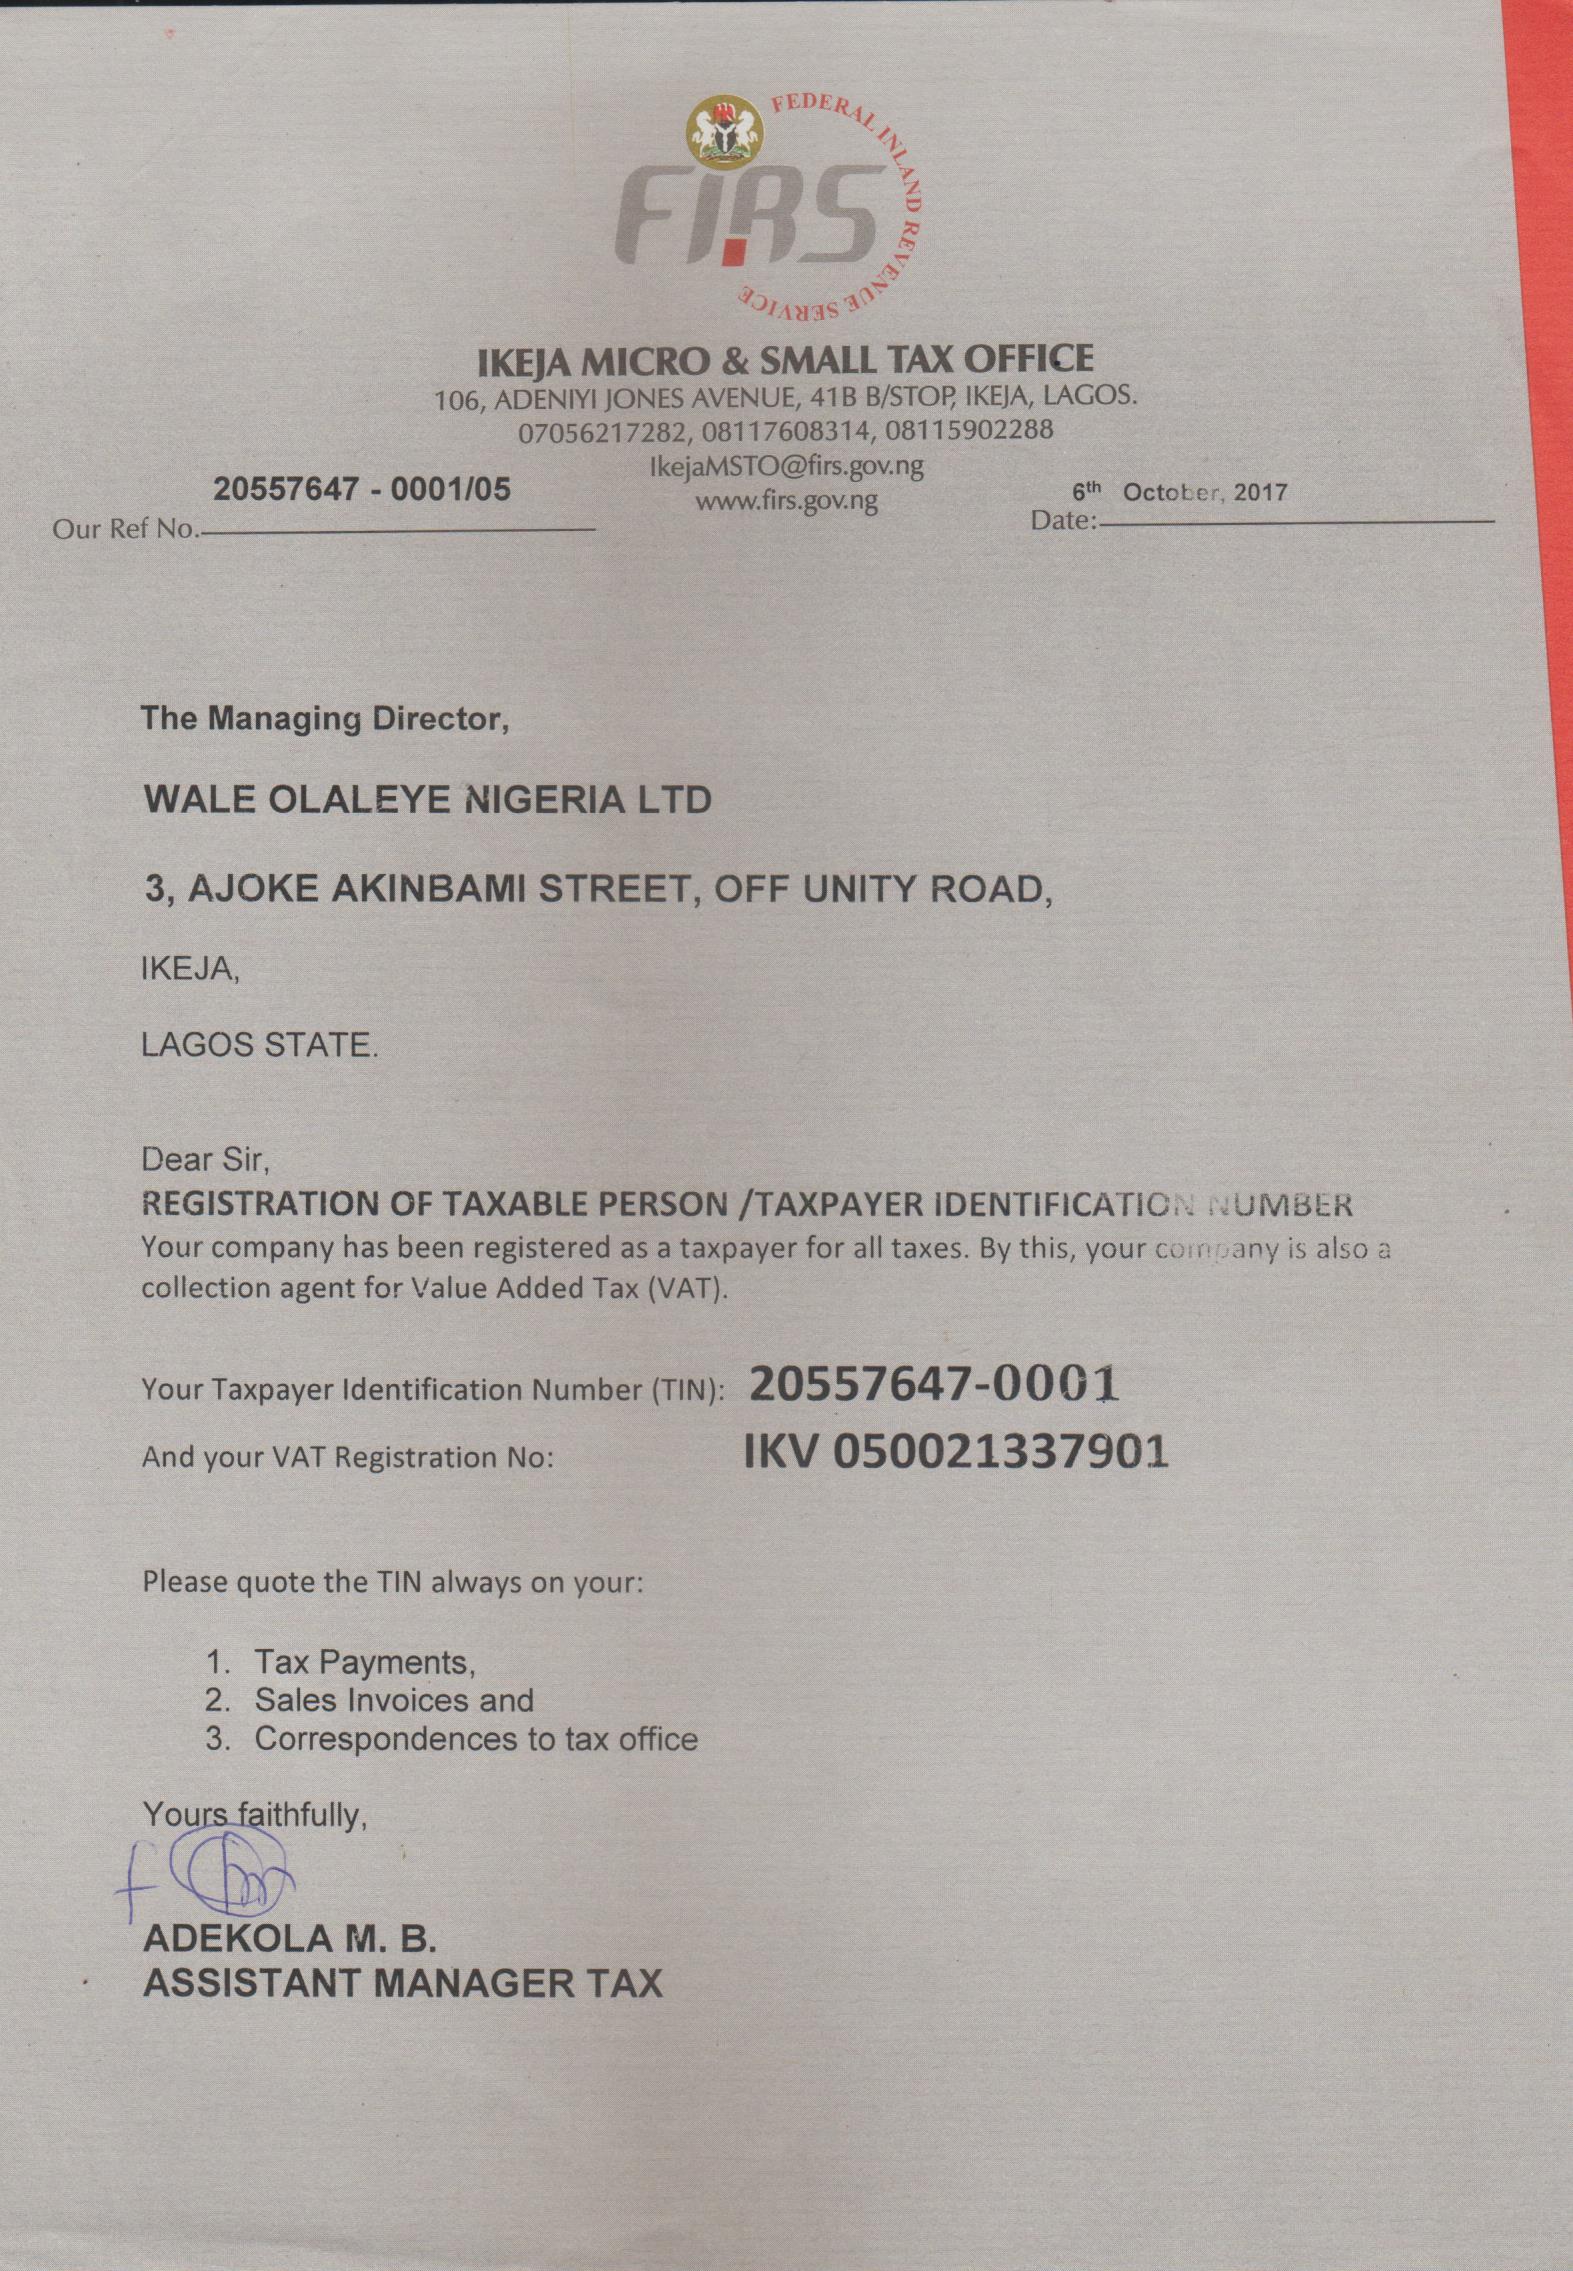 FEDERAL INLAND REVENUE SERVICE
FIRS
IKEJA MICRO & SMALL TAX OFFICE
106, ADENIYI JONES AVENUE, 41B B/STOP, IKEJA, LAGOS.
07056217282, 08117608314, 08115902288
IkejaMSTO@firs.gov.ng
www.firs.gov.ng
Our Ref No. 20557647 - 0001/05
Date: 6th October, 2017
The Managing Director,
WALE OLALEYE NIGERIA LTD
3, AJOKE AKINBAMI STREET, OFF UNITY ROAD,
IKEJA,
LAGOS STATE.
Dear Sir,
REGISTRATION OF TAXABLE PERSON /TAXPAYER IDENTIFICATION NUMBER
Your company has been registered as a taxpayer for all taxes. By this, your company is also a
collection agent for Value Added Tax (VAT).
Your Taxpayer Identification Number (TIN): 20557647-0001
And your VAT Registration No: IKV 050021337901
Please quote the TIN always on your:
1. Tax Payments,
2. Sales Invoices and
3. Correspondences to tax office
Yours faithfully,
ADEKOLA M. B.
ASSISTANT MANAGER TAX